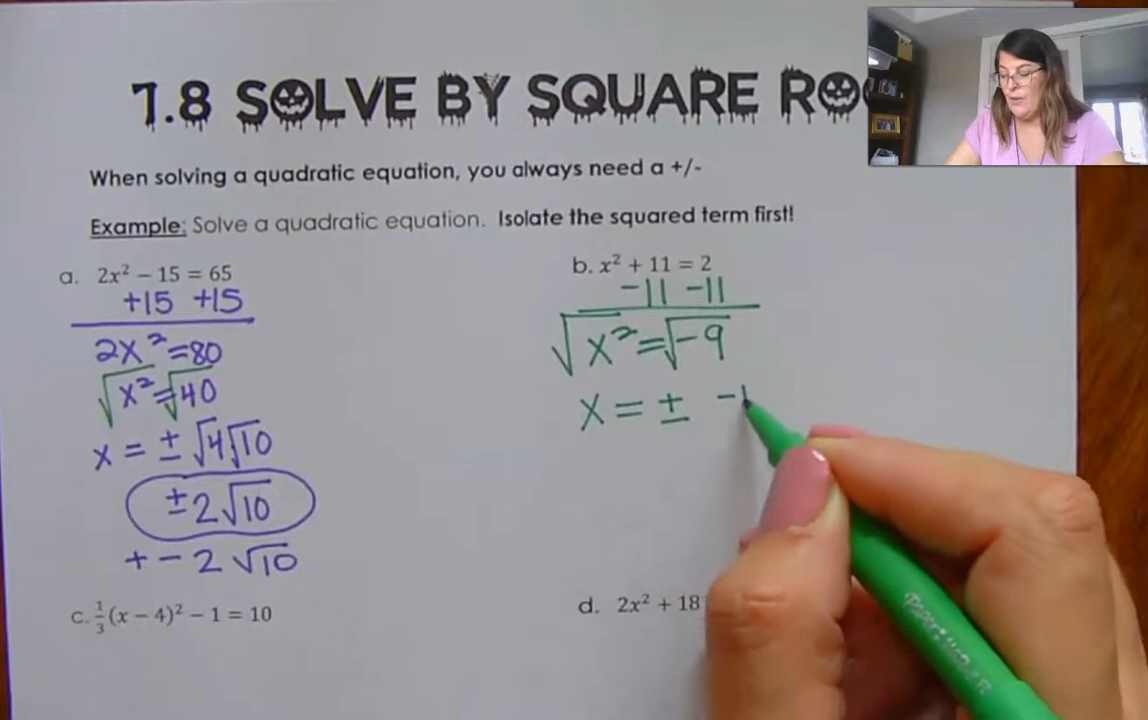 7.8 SOLVE BY SQUARE
When solving a quadratic equation, you always need a +/-
Example: Solve a quadratic equation. Isolate the squared term first!
a. 2x² − 15 = 65
+15 +15
2x² = 80
√x² = √40
x = ± √4√10
±2√10
+ − 2 √10
b. x² + 11 = 2
−11 −11
√x² = √−9
x = ±
c. 1/3(x − 4)² − 1 = 10
d. 2x² + 18